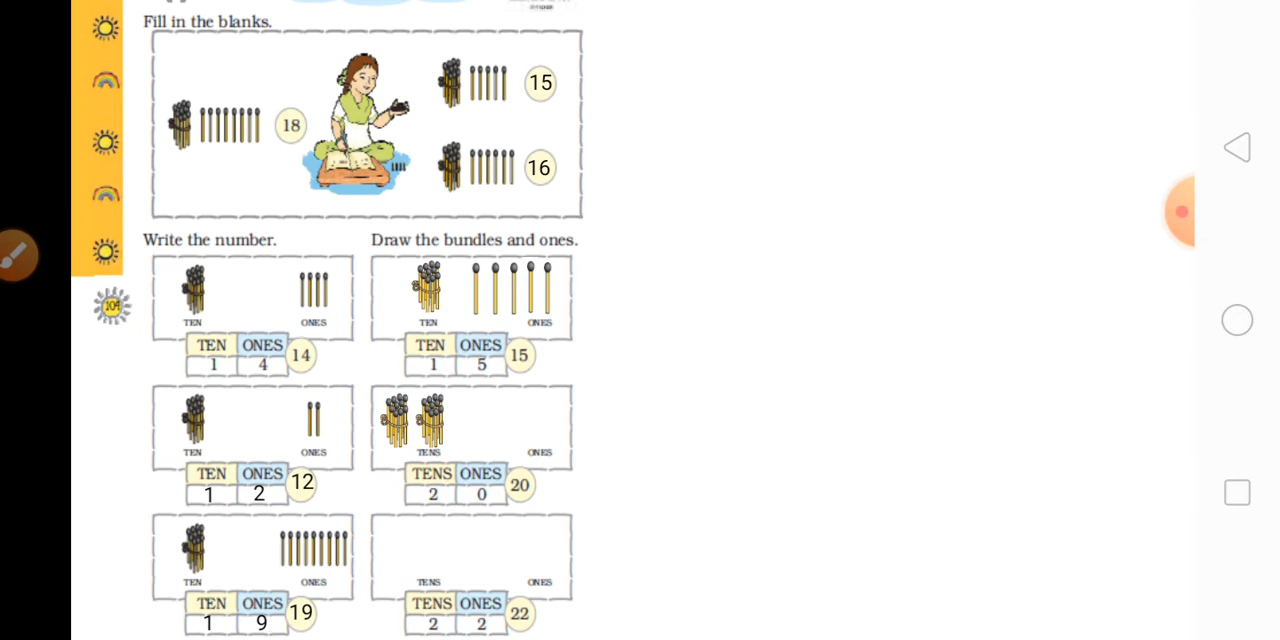 Fill in the blanks.
15
18
16
Write the number.
Draw the bundles and ones.
104
TEN ONES
TEN ONES
TEN ONES
1 4
14
TEN ONES
1 5
15
TEN ONES
TENS ONES
TEN ONES
1 2
12
TENS ONES
2 0
20
TEN ONES
TENS ONES
TEN ONES
1 9
19
TENS ONES
2 2
22